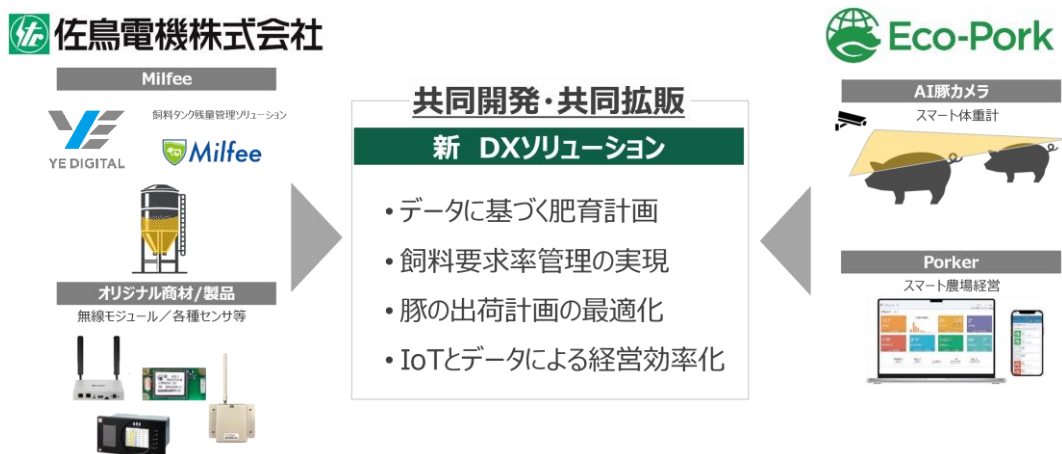 佐鳥電機株式会社
Milfee
YE DIGITAL
飼料タンク残量管理ソリューション
Milfee
オリジナル商材/製品
無線モジュール／各種センサ等
共同開発・共同拡販
新 DXソリューション
•データに基づく肥育計画
•飼料要求率管理の実現
•豚の出荷計画の最適化
•IoTとデータによる経営効率化
Eco-Pork
AI豚カメラ
スマート体重計
Porker
スマート農場経営